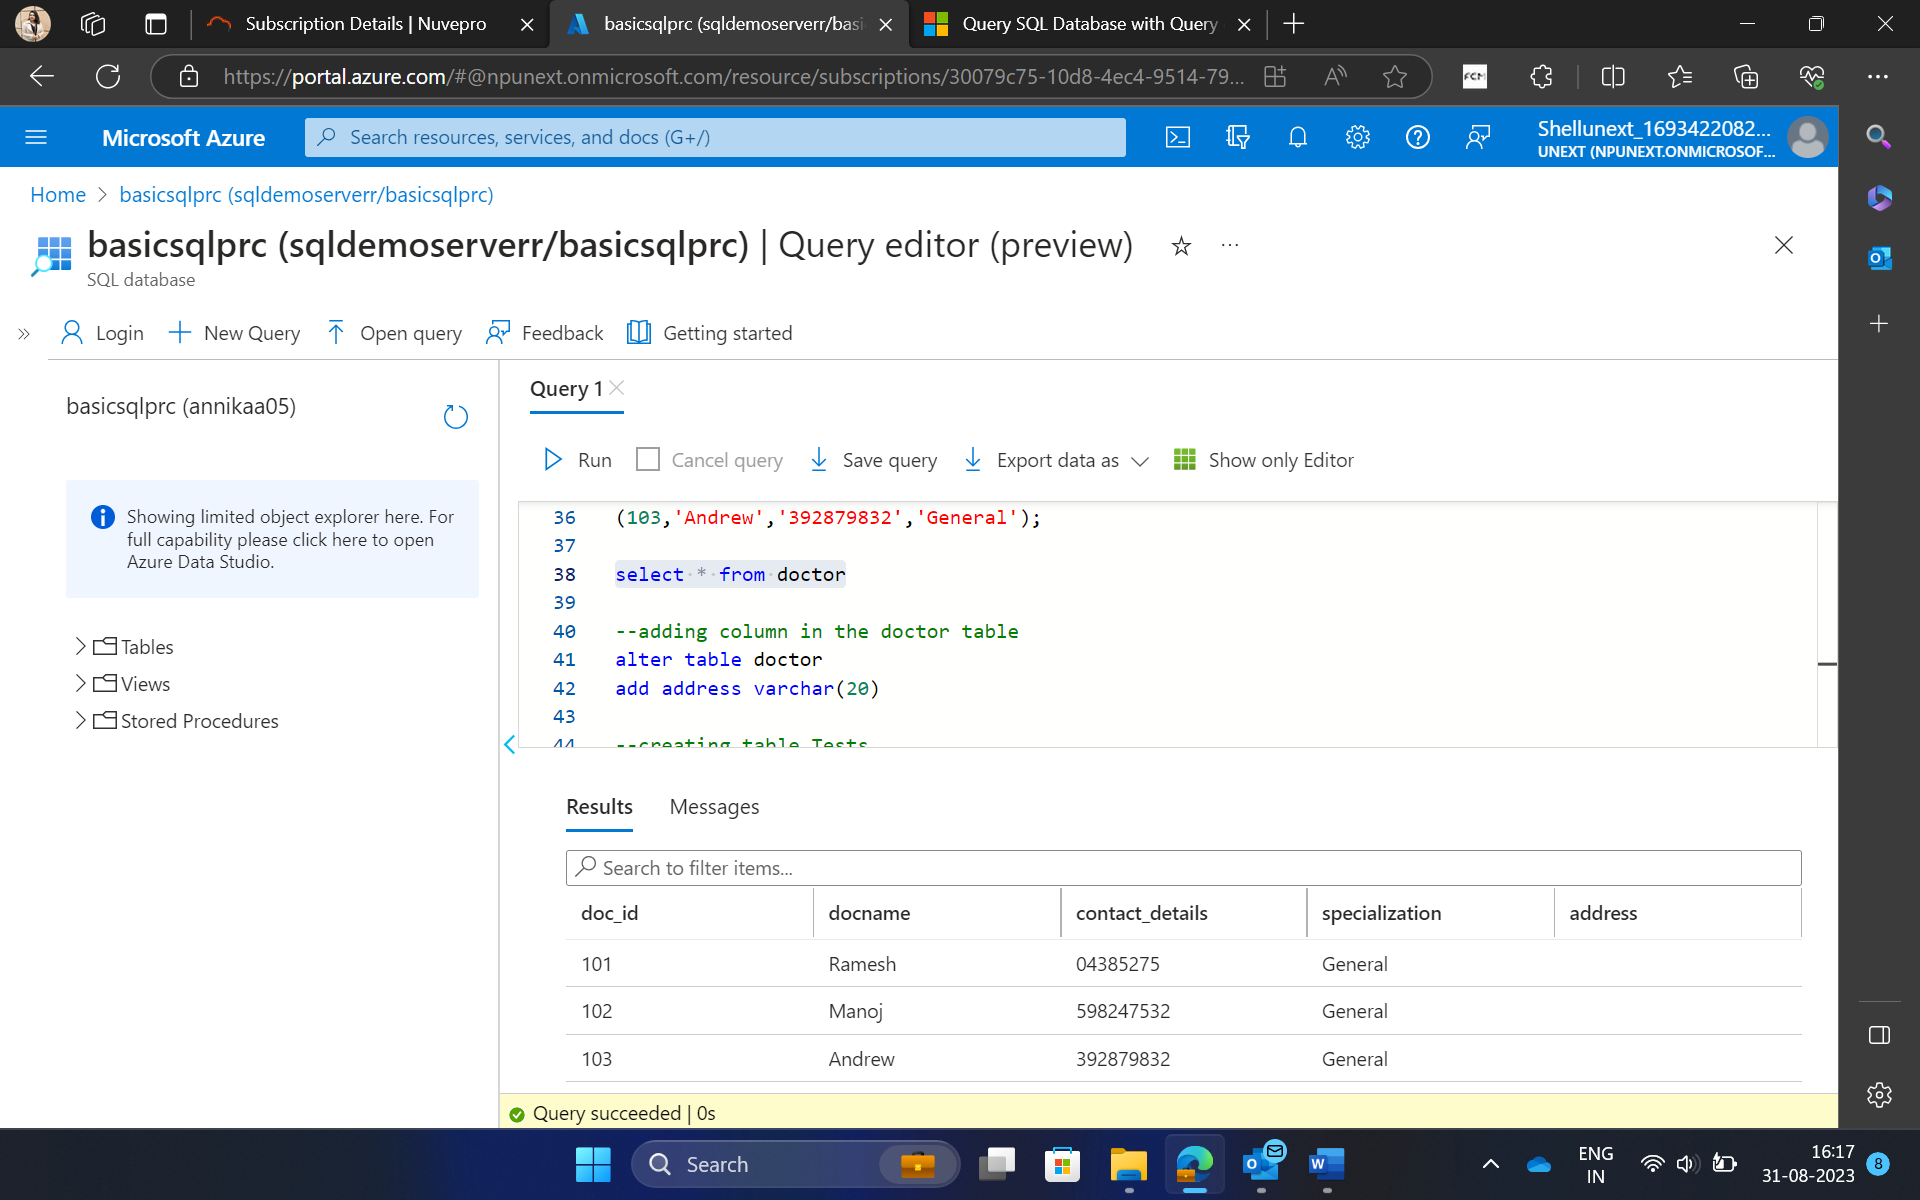 Subscription Details | Nuvepro
basicsqlprc (sqldemoserverr/basi
Query SQL Database with Query
https://portal.azure.com/#@npunext.onmicrosoft.com/resource/subscriptions/30079c75-10d8-4ec4-9514-79...
FCM
Microsoft Azure
Search resources, services, and docs (G+/)
Shellunext_1693422082...
UNEXT (NPUNEXT.ONMICROSOF...
Home > basicsqlprc (sqldemoserverr/basicsqlprc)
basicsqlprc (sqldemoserverr/basicsqlprc) | Query editor (preview)
SQL database
Login
New Query
Open query
Feedback
Getting started
basicsqlprc (annikaa05)
Showing limited object explorer here. For
full capability please click here to open
Azure Data Studio.
Tables
Views
Stored Procedures
Query 1
Run
Cancel query
Save query
Export data as
Show only Editor
36 (103,'Andrew','392879832','General');
37
38 select * from doctor
39
40 --adding column in the doctor table
41 alter table doctor
42 add address varchar(20)
43
44 --creating table Tests
Results
Messages
Search to filter items...
doc_id docname contact_details specialization address
101 Ramesh 04385275 General
102 Manoj 598247532 General
103 Andrew 392879832 General
Query succeeded | 0s
Search
ENG
IN
16:17
31-08-2023
8